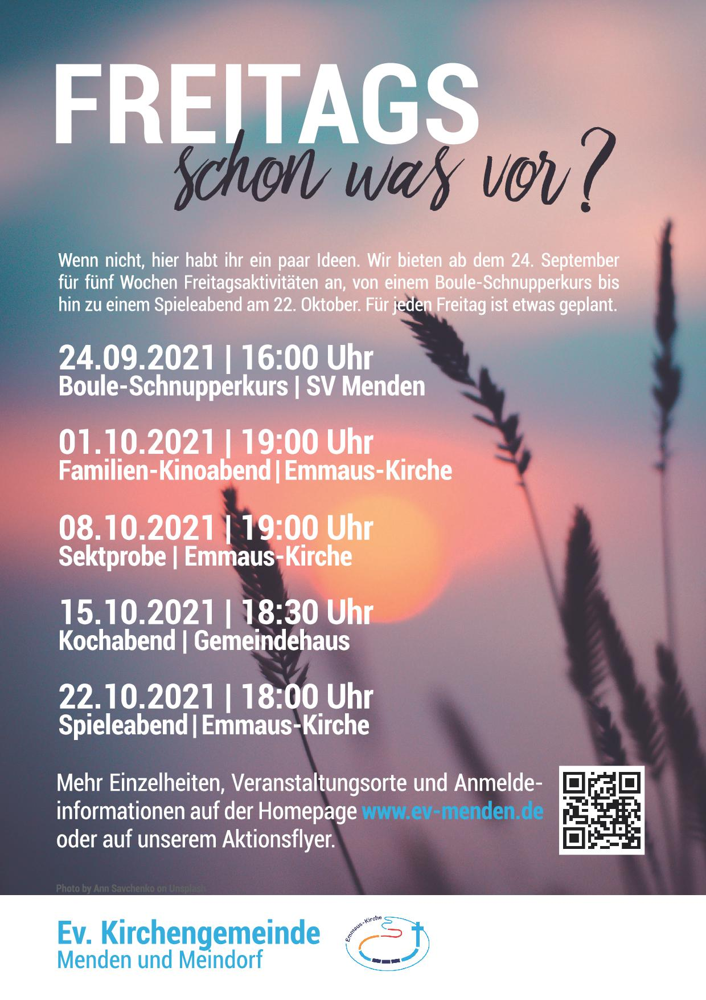 FREITAGS
schon was vor?
Wenn nicht, hier habt ihr ein paar Ideen. Wir bieten ab dem 24. September
für fünf Wochen Freitagsaktivitäten an, von einem Boule-Schnupperkurs bis
hin zu einem Spieleabend am 22. Oktober. Für jeden Freitag ist etwas geplant.
24.09.2021 | 16:00 Uhr
Boule-Schnupperkurs | SV Menden
01.10.2021 | 19:00 Uhr
Familien-Kinoabend | Emmaus-Kirche
08.10.2021 | 19:00 Uhr
Sektprobe | Emmaus-Kirche
15.10.2021 | 18:30 Uhr
Kochabend | Gemeindehaus
22.10.2021 | 18:00 Uhr
Spieleabend | Emmaus-Kirche
Mehr Einzelheiten, Veranstaltungsorte und Anmelde-
informationen auf der Homepage www.ev-menden.de
oder auf unserem Aktionsflyer.
Photo by Ann Savchenko on Unsplash
Ev. Kirchengemeinde
Menden und Meindorf
Emmaus-Kirche